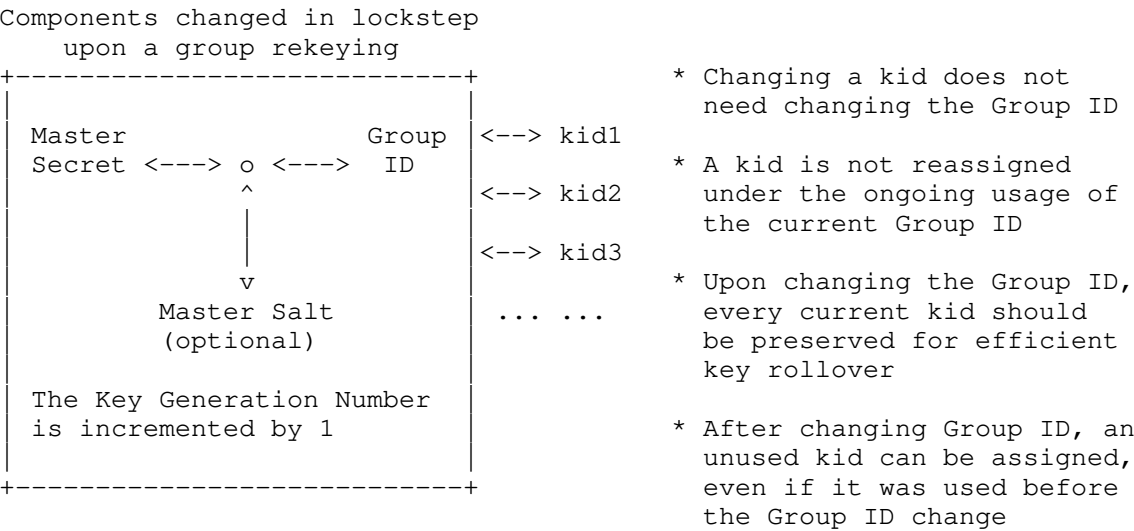 Components changed in lockstep
upon a group rekeying
+-----------------------------+ * Changing a kid does not
| | need changing the Group ID
| Master Group |<--> kid1
| Secret <---> o <---> ID | * A kid is not reassigned
| ^ |<--> kid2 under the ongoing usage of
| | | the current Group ID
| | |<--> kid3
| v | * Upon changing the Group ID,
| Master Salt | ... ... every current kid should
| (optional) | be preserved for efficient
| | key rollover
| The Key Generation Number |
| is incremented by 1 | * After changing Group ID, an
| | unused kid can be assigned,
+-----------------------------+ even if it was used before
the Group ID change